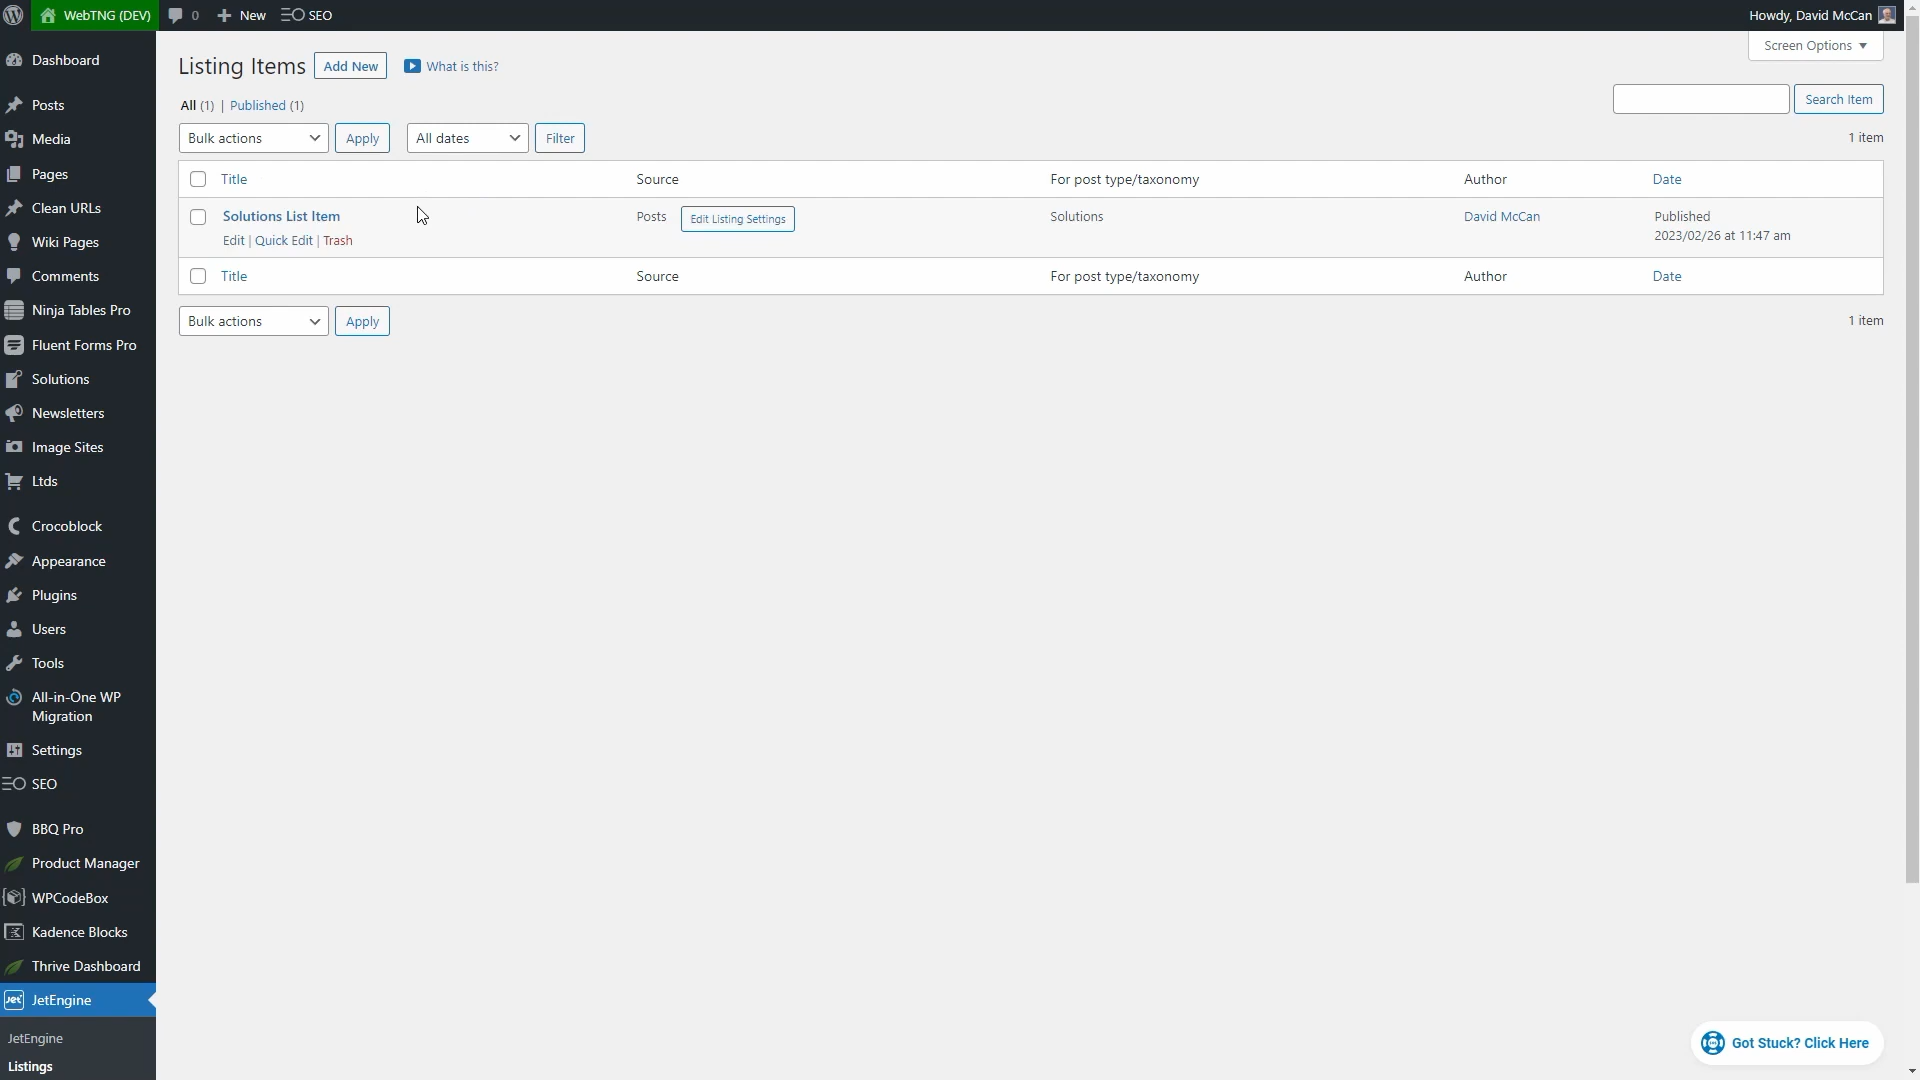 WebTNG (DEV)
0
New
SEO
Howdy, David McCan
Screen Options
Dashboard
Posts
Media
Pages
Clean URLs
Wiki Pages
Comments
Ninja Tables Pro
Fluent Forms Pro
Solutions
Newsletters
Image Sites
Ltds
Crocoblock
Appearance
Plugins
Users
Tools
All-in-One WP
Migration
Settings
SEO
BBQ Pro
Product Manager
WPCodeBox
Kadence Blocks
Thrive Dashboard
Jet
JetEngine
JetEngine
Listings
Listing Items
Add New
What is this?
All (1) | Published (1)
Search Item
Bulk actions
Apply
All dates
Filter
1 item
Title
Source
For post type/taxonomy
Author
Date
Solutions List Item
Posts
Edit Listing Settings
Solutions
David McCan
Published
Edit | Quick Edit | Trash
2023/02/26 at 11:47 am
Title
Source
For post type/taxonomy
Author
Date
Bulk actions
Apply
1 item
Got Stuck? Click Here